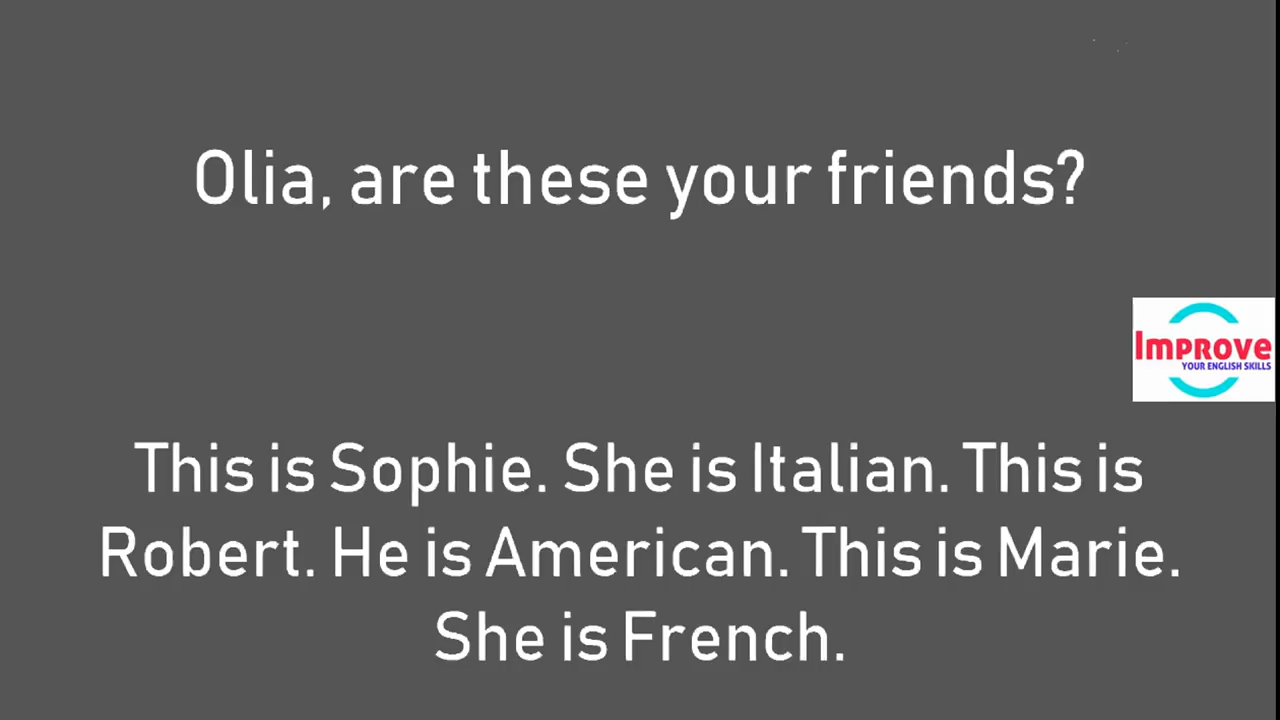 Olia, are these your friends?
IMPROVE
YOUR ENGLISH SKILLS
This is Sophie. She is Italian. This is
Robert. He is American. This is Marie.
She is French.